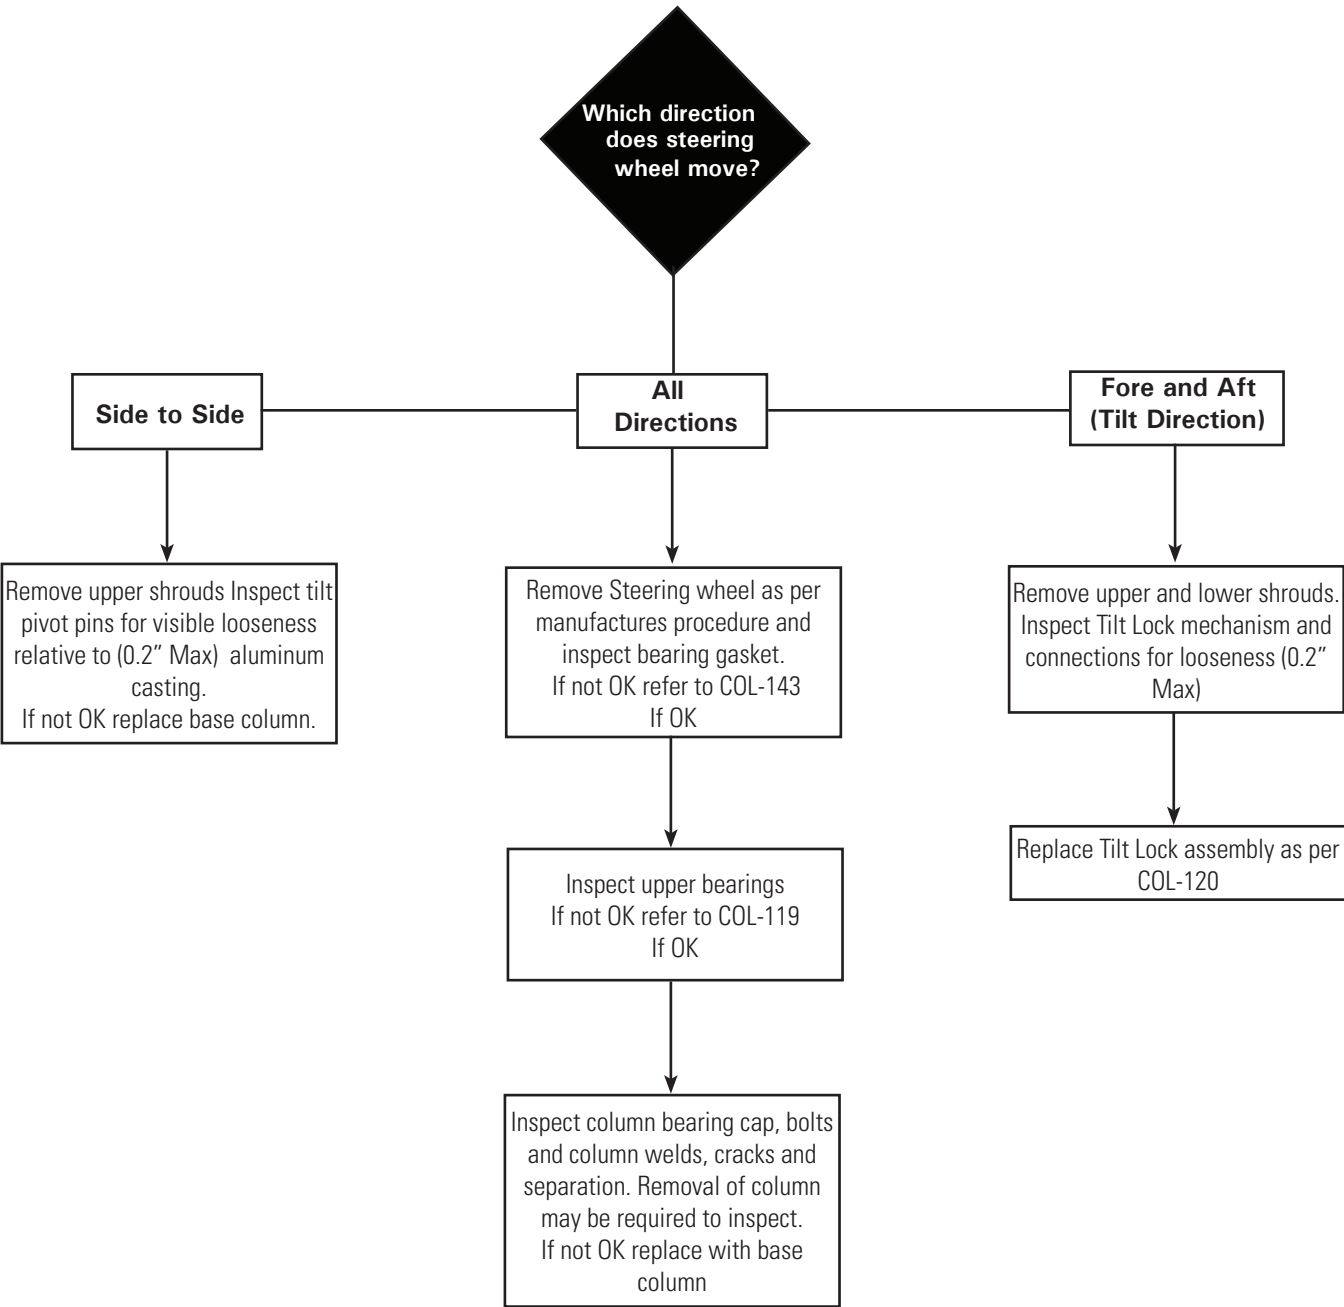 Which direction
does steering
wheel move?
Side to Side
All
Directions
Fore and Aft
(Tilt Direction)
Remove upper shrouds Inspect tilt
pivot pins for visible looseness
relative to (0.2” Max) aluminum
casting.
If not OK replace base column.
Remove Steering wheel as per
manufactures procedure and
inspect bearing gasket.
If not OK refer to COL-143
If OK
Remove upper and lower shrouds.
Inspect Tilt Lock mechanism and
connections for looseness (0.2”
Max)
Inspect upper bearings
If not OK refer to COL-119
If OK
Replace Tilt Lock assembly as per
COL-120
Inspect column bearing cap, bolts
and column welds, cracks and
separation. Removal of column
may be required to inspect.
If not OK replace with base
column